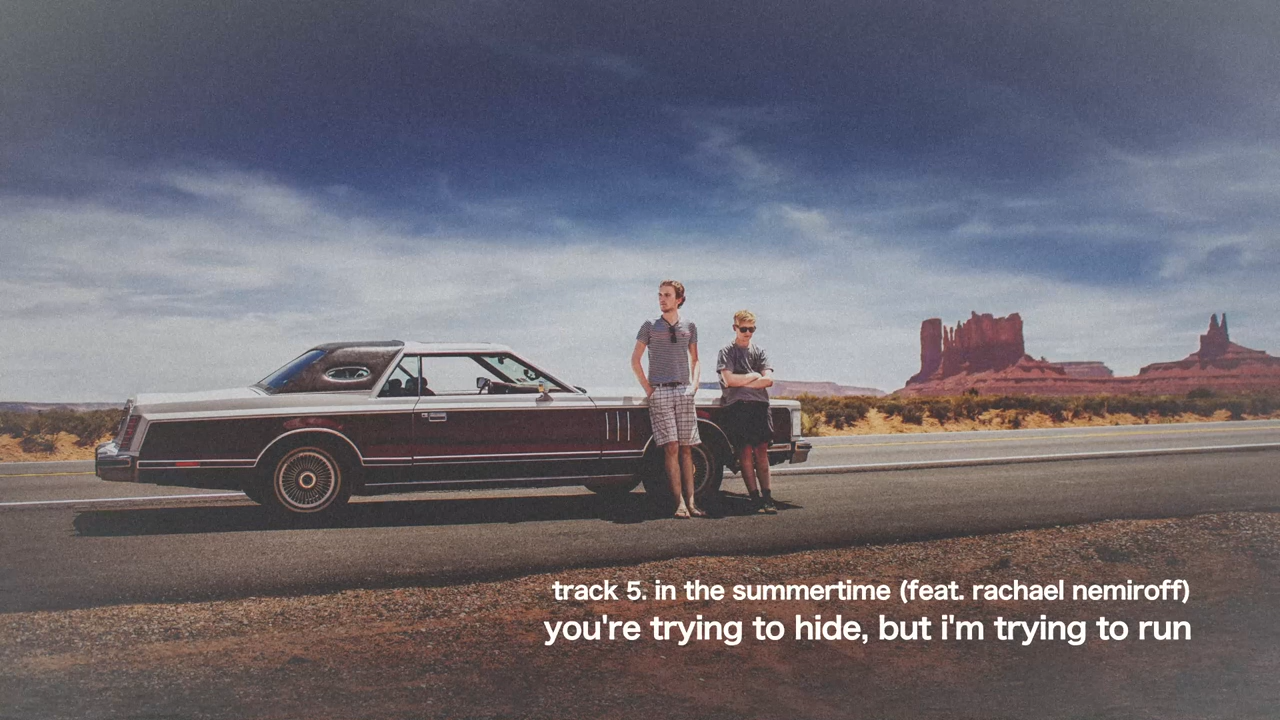 track 5. in the summertime (feat. rachael nemiroff)
you're trying to hide, but i'm trying to run